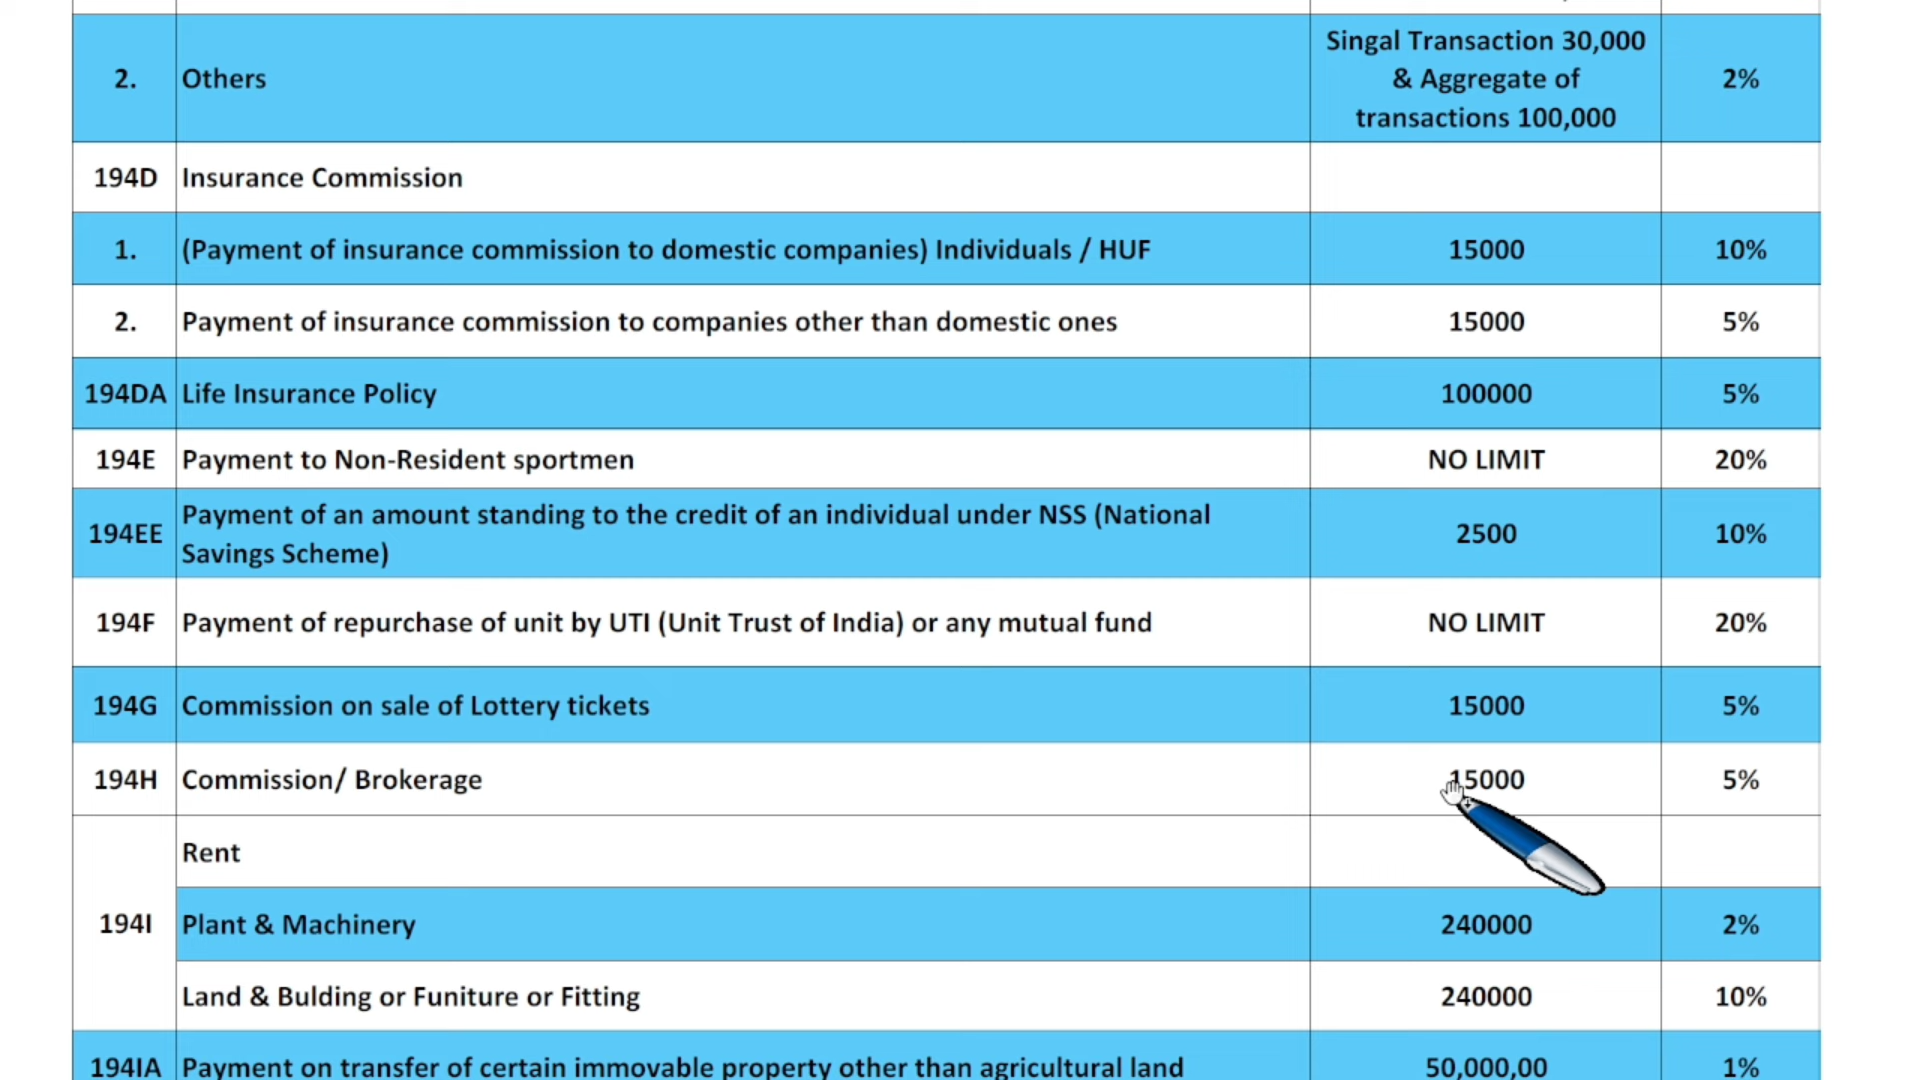 Singal Transaction 30,000
2. Others & Aggregate of 2%
transactions 100,000
194D Insurance Commission
1. (Payment of insurance commission to domestic companies) Individuals / HUF 15000 10%
2. Payment of insurance commission to companies other than domestic ones 15000 5%
194DA Life Insurance Policy 100000 5%
194E Payment to Non-Resident sportmen NO LIMIT 20%
194EE Payment of an amount standing to the credit of an individual under NSS (National 2500 10%
Savings Scheme)
194F Payment of repurchase of unit by UTI (Unit Trust of India) or any mutual fund NO LIMIT 20%
194G Commission on sale of Lottery tickets 15000 5%
194H Commission/ Brokerage 15000 5%
Rent
194I Plant & Machinery 240000 2%
Land & Bulding or Funiture or Fitting 240000 10%
194IA Payment on transfer of certain immovable property other than agricultural land 50,000,00 1%